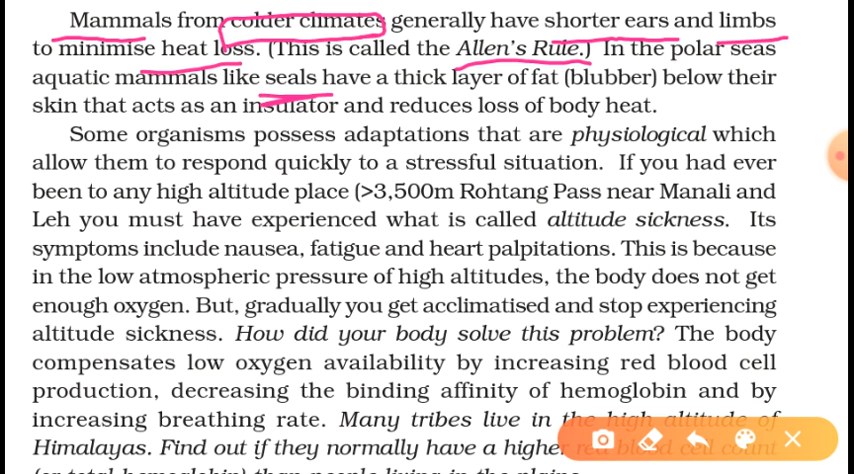 Mammals from colder climates generally have shorter ears and limbs
to minimise heat loss. (This is called the Allen's Rule.) In the polar seas
aquatic mammals like seals have a thick layer of fat (blubber) below their
skin that acts as an insulator and reduces loss of body heat.
Some organisms possess adaptations that are physiological which
allow them to respond quickly to a stressful situation. If you had ever
been to any high altitude place (>3,500m Rohtang Pass near Manali and
Leh you must have experienced what is called altitude sickness. Its
symptoms include nausea, fatigue and heart palpitations. This is because
in the low atmospheric pressure of high altitudes, the body does not get
enough oxygen. But, gradually you get acclimatised and stop experiencing
altitude sickness. How did your body solve this problem? The body
compensates low oxygen availability by increasing red blood cell
production, decreasing the binding affinity of hemoglobin and by
increasing breathing rate. Many tribes live in the high altitude of
Himalayas. Find out if they normally have a higher red blood cell count
(or total hemoglobin) than people living in the plains.